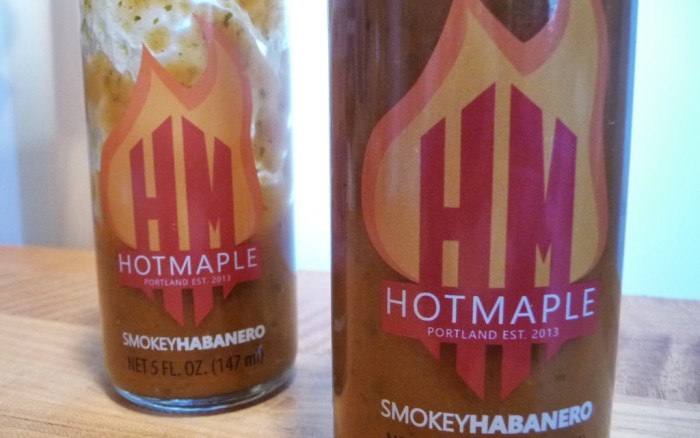 HM
HOTMAPLE
PORTLAND EST. 2013
SMOKEYHABANERO
NET 5 FL. OZ. (147 ml)
HM
HOTMAPLE
PORTLAND EST. 2013
SMOKEYHABANERO